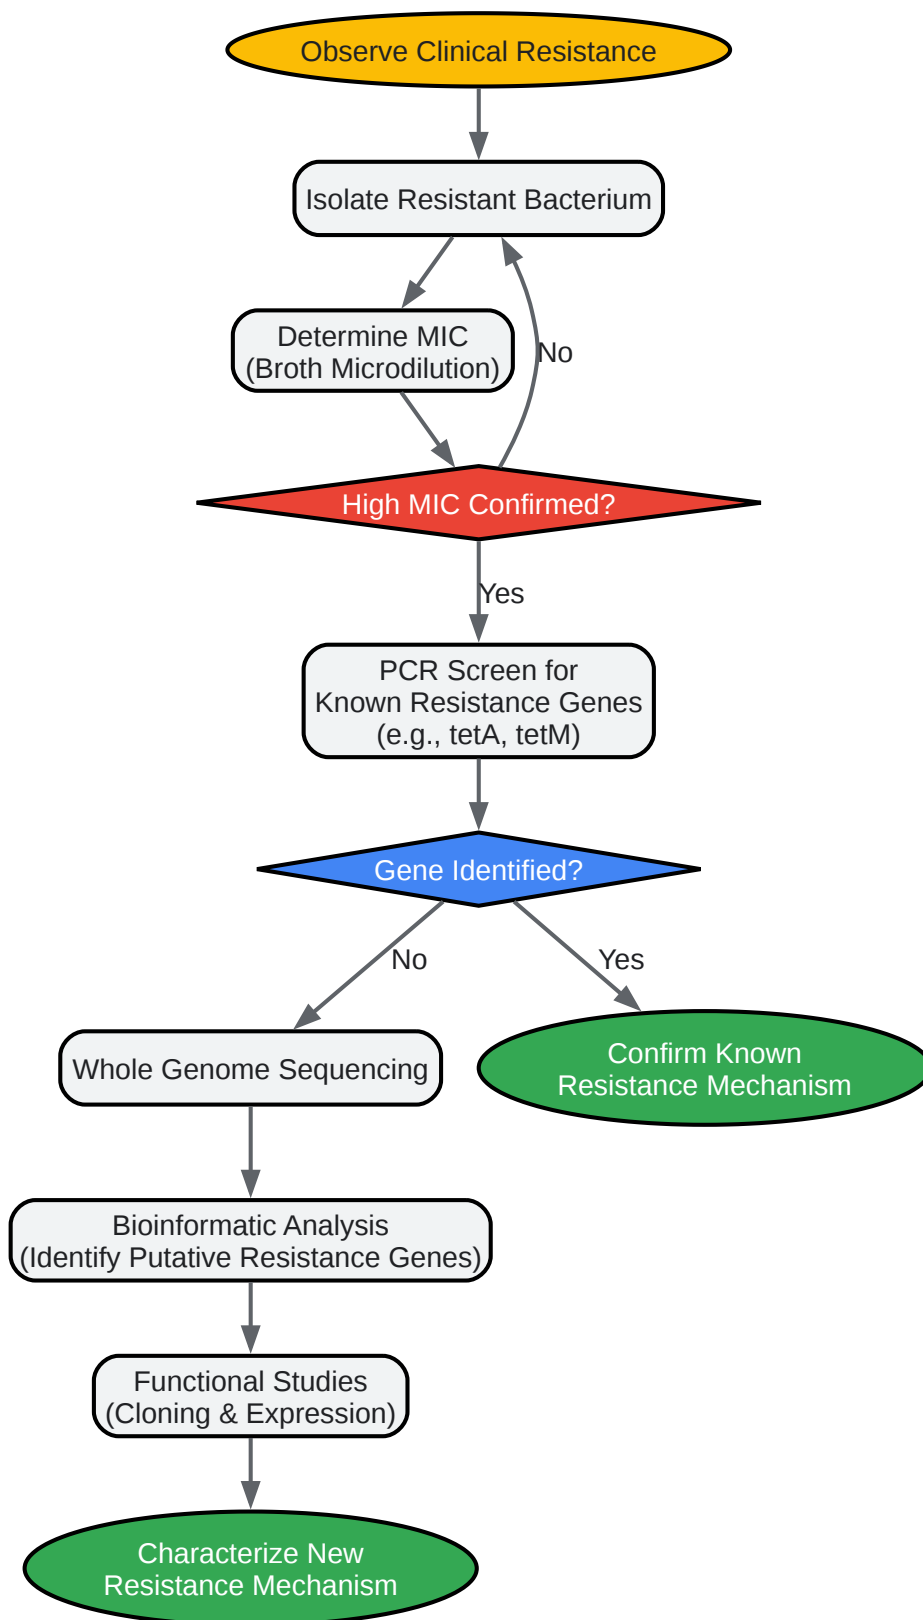 Observe Clinical Resistance
Isolate Resistant Bacterium
Determine MIC
(Broth Microdilution)
No
High MIC Confirmed?
Yes
PCR Screen for
Known Resistance Genes
(e.g., tetA, tetM)
Gene Identified?
No
Yes
Whole Genome Sequencing
Confirm Known
Resistance Mechanism
Bioinformatic Analysis
(Identify Putative Resistance Genes)
Functional Studies
(Cloning & Expression)
Characterize New
Resistance Mechanism